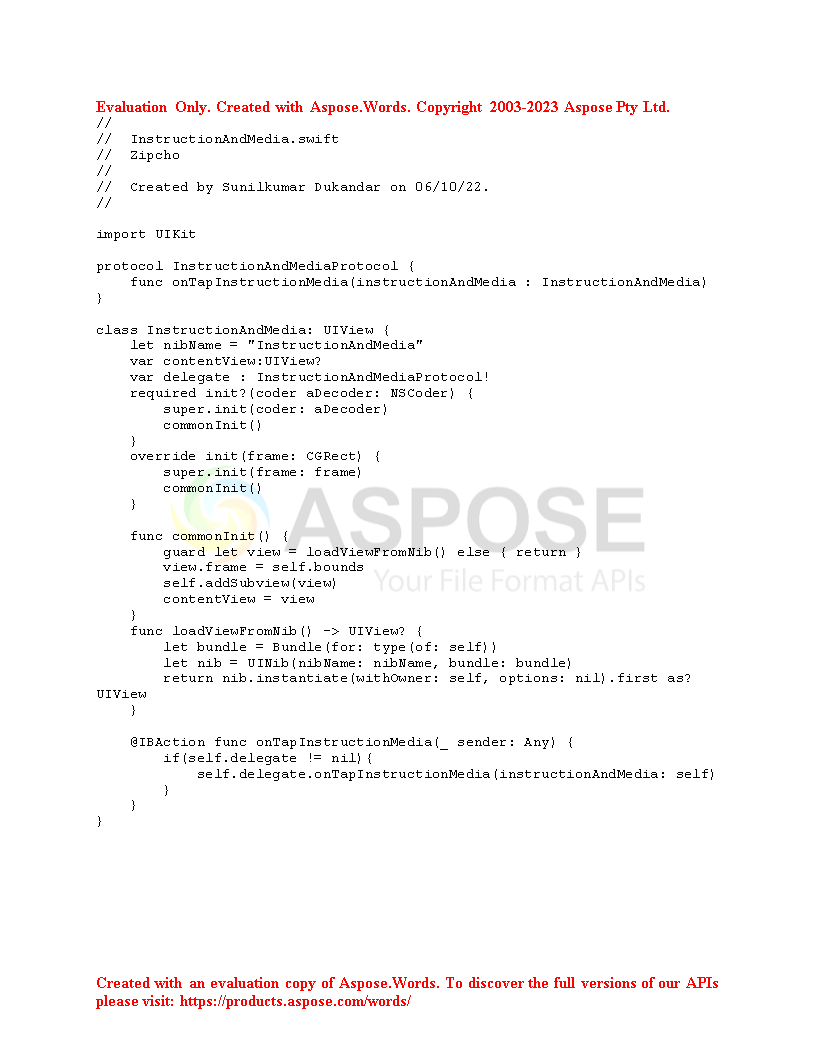 Evaluation Only. Created with Aspose.Words. Copyright 2003-2023 Aspose Pty Ltd.
//
//  InstructionAndMedia.swift
//  Zipcho
//
//  Created by Sunilkumar Dukandar on 06/10/22.
//

import UIKit

protocol InstructionAndMediaProtocol {
    func onTapInstructionMedia(instructionAndMedia : InstructionAndMedia)
}

class InstructionAndMedia: UIView {
    let nibName = "InstructionAndMedia"
    var contentView:UIView?
    var delegate : InstructionAndMediaProtocol!
    required init?(coder aDecoder: NSCoder) {
        super.init(coder: aDecoder)
        commonInit()
    }
    override init(frame: CGRect) {
        super.init(frame: frame)
        commonInit()
    }

    func commonInit() {
        guard let view = loadViewFromNib() else { return }
        view.frame = self.bounds
        self.addSubview(view)
        contentView = view
    }
    func loadViewFromNib() -> UIView? {
        let bundle = Bundle(for: type(of: self))
        let nib = UINib(nibName: nibName, bundle: bundle)
        return nib.instantiate(withOwner: self, options: nil).first as?
UIView
    }

    @IBAction func onTapInstructionMedia(_ sender: Any) {
        if(self.delegate != nil){
            self.delegate.onTapInstructionMedia(instructionAndMedia: self)
        }
    }
}
ASPOSE
Your File Format APIs
Created with an evaluation copy of Aspose.Words. To discover the full versions of our APIs
please visit: https://products.aspose.com/words/